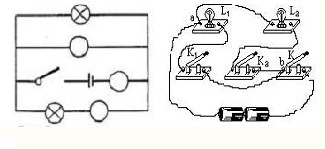 L₁ L₂
a
K₁ K₂ b K